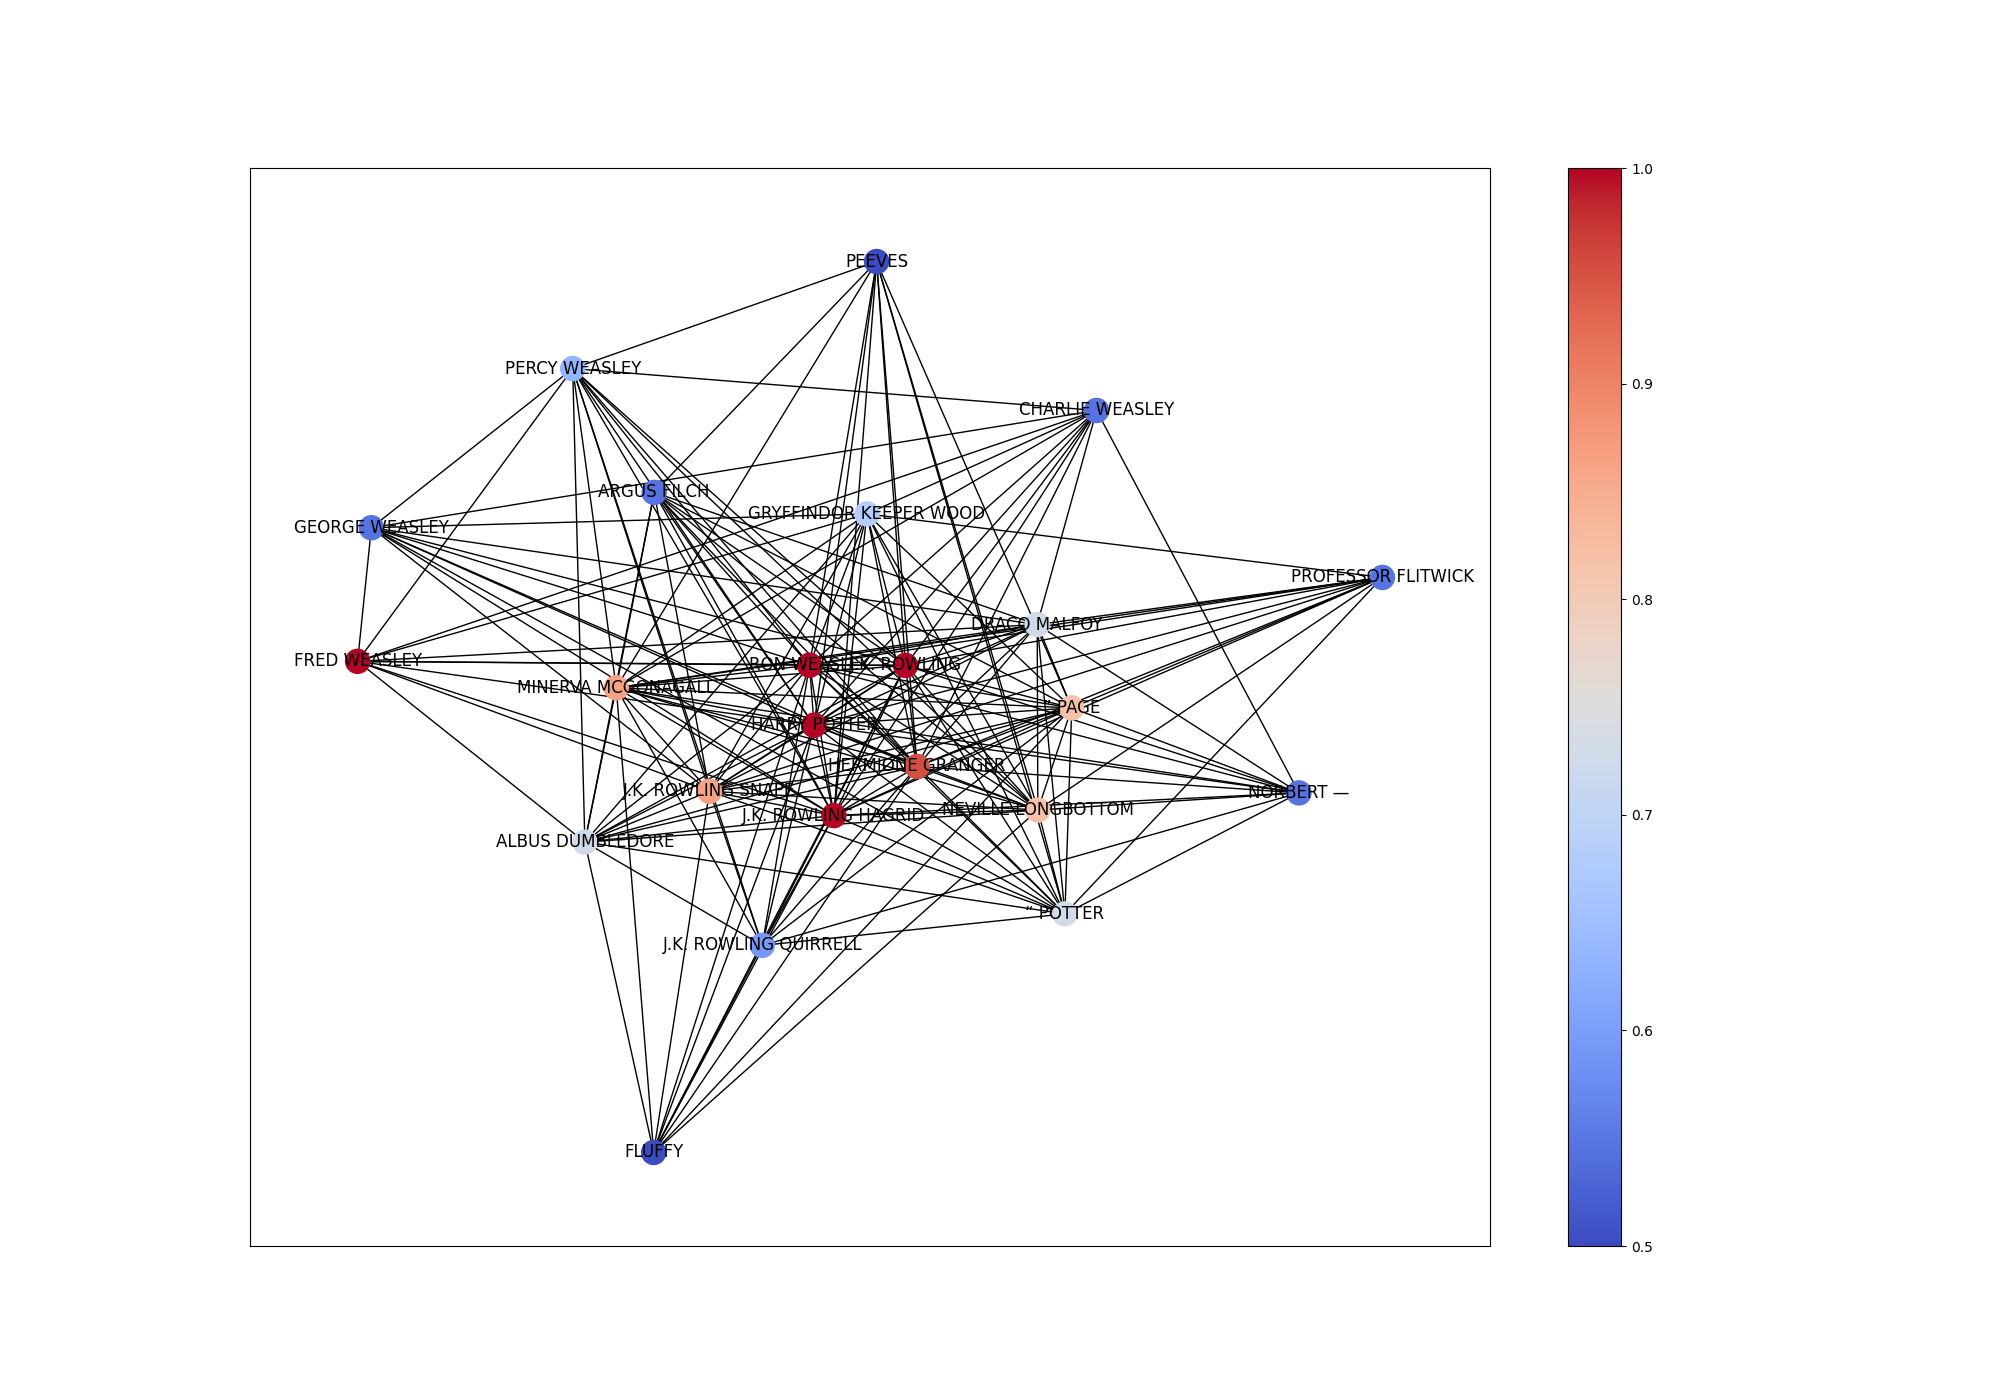 PEEVES
1.0
PERCY WEASLEY
0.9
CHARLIE WEASLEY
ARGUS FILCH
GRYFFINDOR KEEPER WOOD
GEORGE WEASLEY
PROFESSOR FLITWICK
0.8
DRACO MALFOY
FRED WEASLEY
RON WEASLEY
ROWLING
MINERVA MCGONAGALL
PAGE
HARRY POTTER
HERMIONE GRANGER
J.K. ROWLING SNAPE
NORBERT —
NEVILLE LONGBOTTOM
J.K. ROWLING HAGRID
0.7
ALBUS DUMBLEDORE
“ POTTER
J.K. ROWLING QUIRRELL
0.6
FLUFFY
0.5